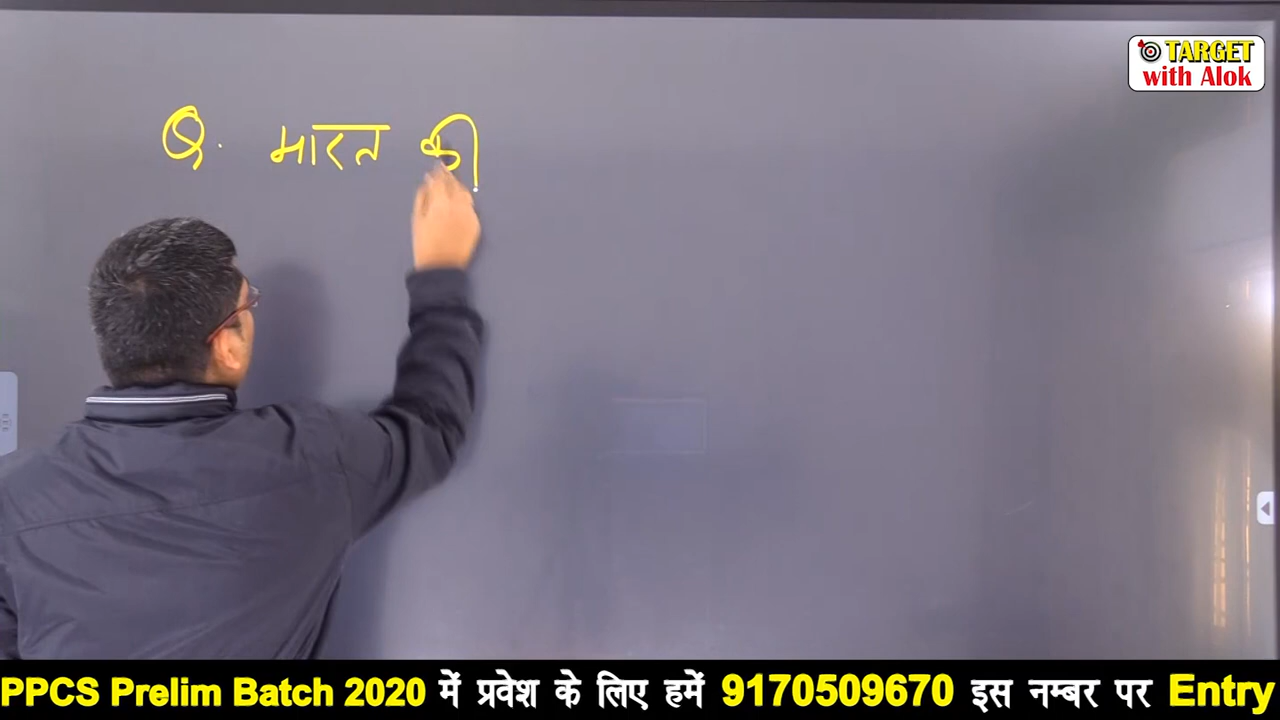 TARGET
with Alok
Q. भारत की
PPCS Prelim Batch 2020 में प्रवेश के लिए हमें 9170509670 इस नम्बर पर Entry